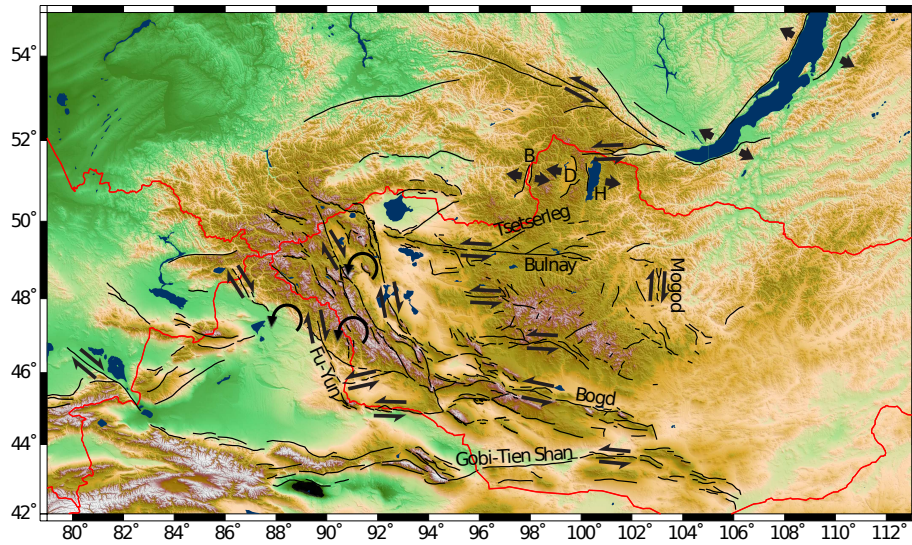 54°
52°
50°
48°
46°
44°
42°
B
D
H
Tsetserleg
Bulnay
Mogod
Fu-Yun
Bogd
Gobi-Tien Shan
80 82 84 86 88 90 92 94 96 98 100 102 104 106 108 110 112